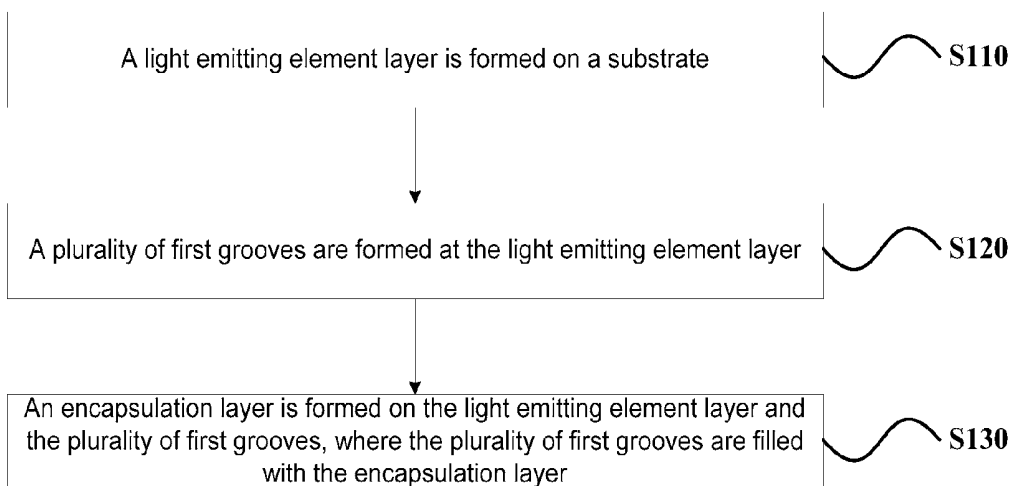 A light emitting element layer is formed on a substrate
S110
A plurality of first grooves are formed at the light emitting element layer
S120
An encapsulation layer is formed on the light emitting element layer and
the plurality of first grooves, where the plurality of first grooves are filled
with the encapsulation layer
S130